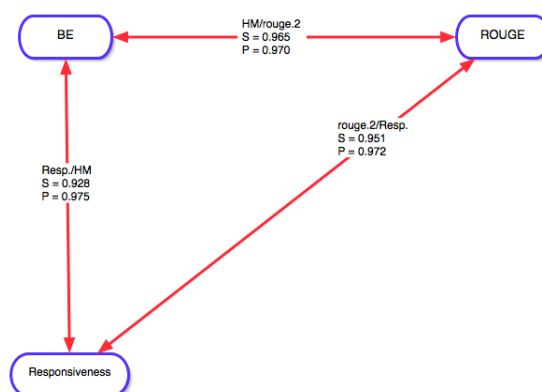 BE
HM/rouge.2
S = 0.965
P = 0.970
ROUGE
rouge.2/Resp.
S = 0.951
P = 0.972
Resp./HM
S = 0.928
P = 0.975
Responsiveness